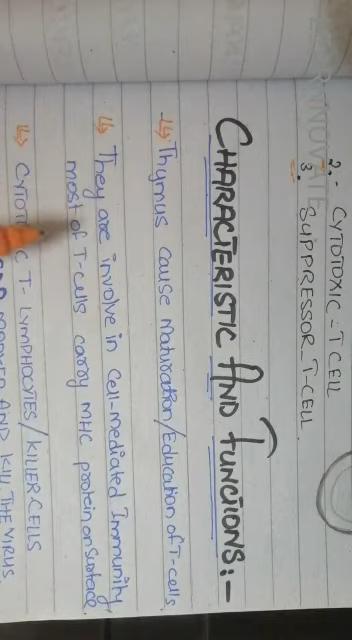 2.- CYTOTOXIC-T CELL
3. SUPPRESSOR_T-CELL.
CHARACTERISTIC AND FUNCTIONS:-
Thymus cause Maturation/Education of T-cells.
They are involve in Cell-mediated Immunity
most of T-cells carry MHC protein on surface.
T-LYMPHOCYTES/KILLER CELLS
AND KILL THE VIRUS.